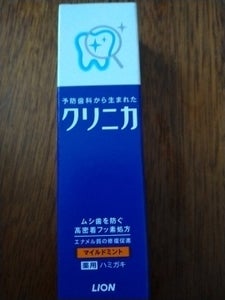 予防歯科から生まれた
クリニカ
ムシ歯を防ぐ
高密着フッ素処方
エナメル質の修復促進
マイルドミント
薬用 ハミガキ
LION